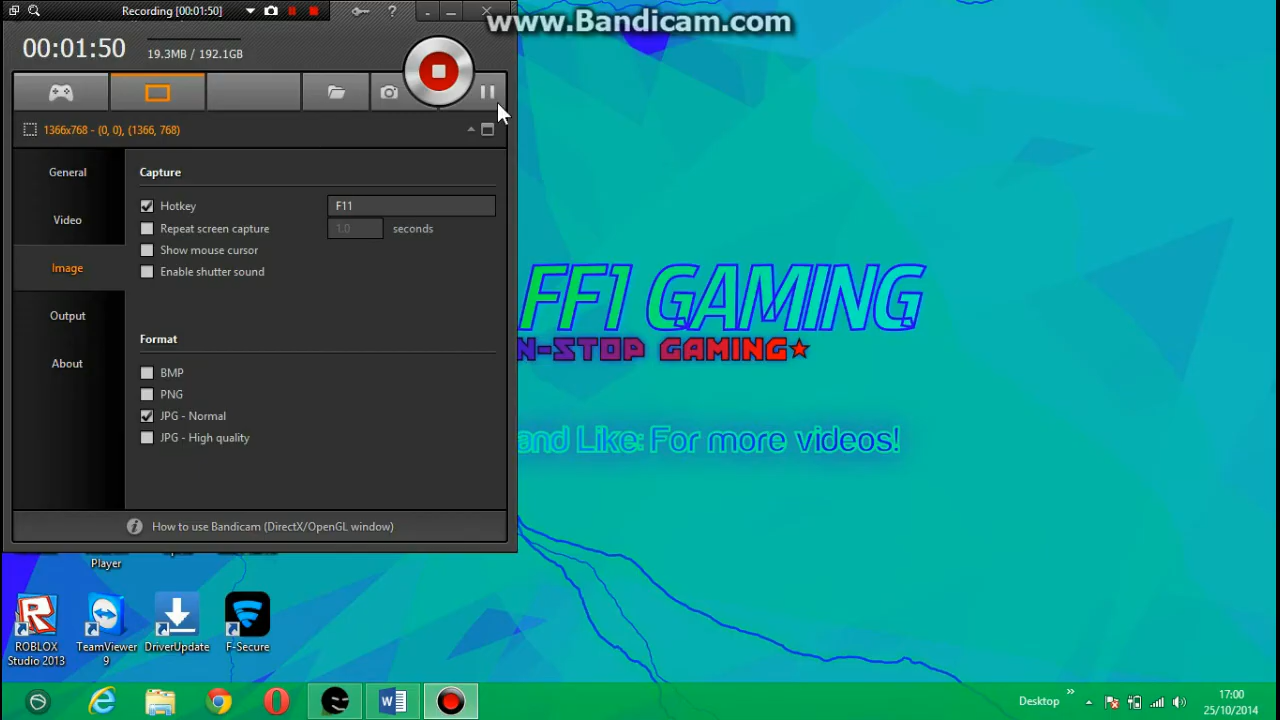 Recording [00:01:50]
www.Bandicam.com
00:01:50
19.3MB / 192.1GB
1366x768 - (0, 0), (1366, 768)
General
Video
Image
Output
About
Capture
Hotkey
F11
Repeat screen capture
1.0
seconds
Show mouse cursor
Enable shutter sound
Format
BMP
PNG
JPG - Normal
JPG - High quality
How to use Bandicam (DirectX/OpenGL window)
FF1 GAMING
N-STOP GAMING★
and Like: For more videos!
Player
ROBLOX
Studio 2013
TeamViewer
9
DriverUpdate
F-Secure
Desktop
17:00
25/10/2014